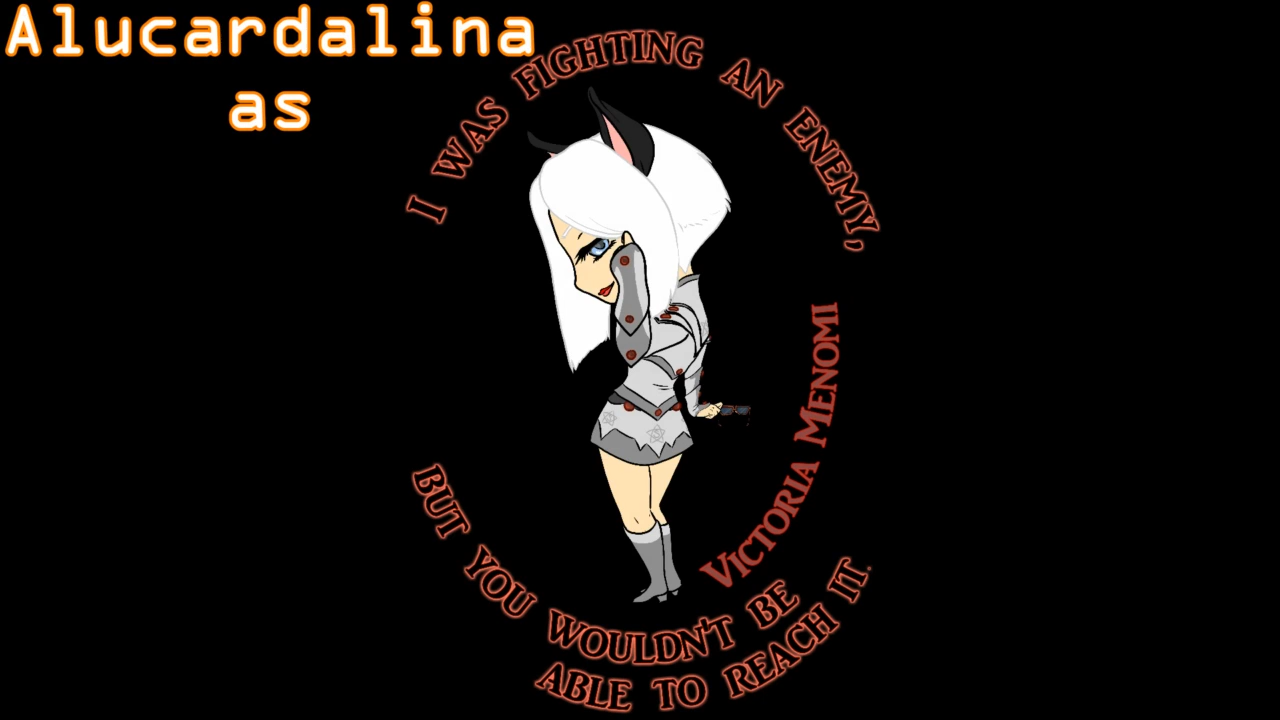 Alucardalina
as
I WAS FIGHTING AN ENEMY,
VICTORIA MENOMI
BUT YOU WOULDN'T BE
ABLE TO REACH IT.